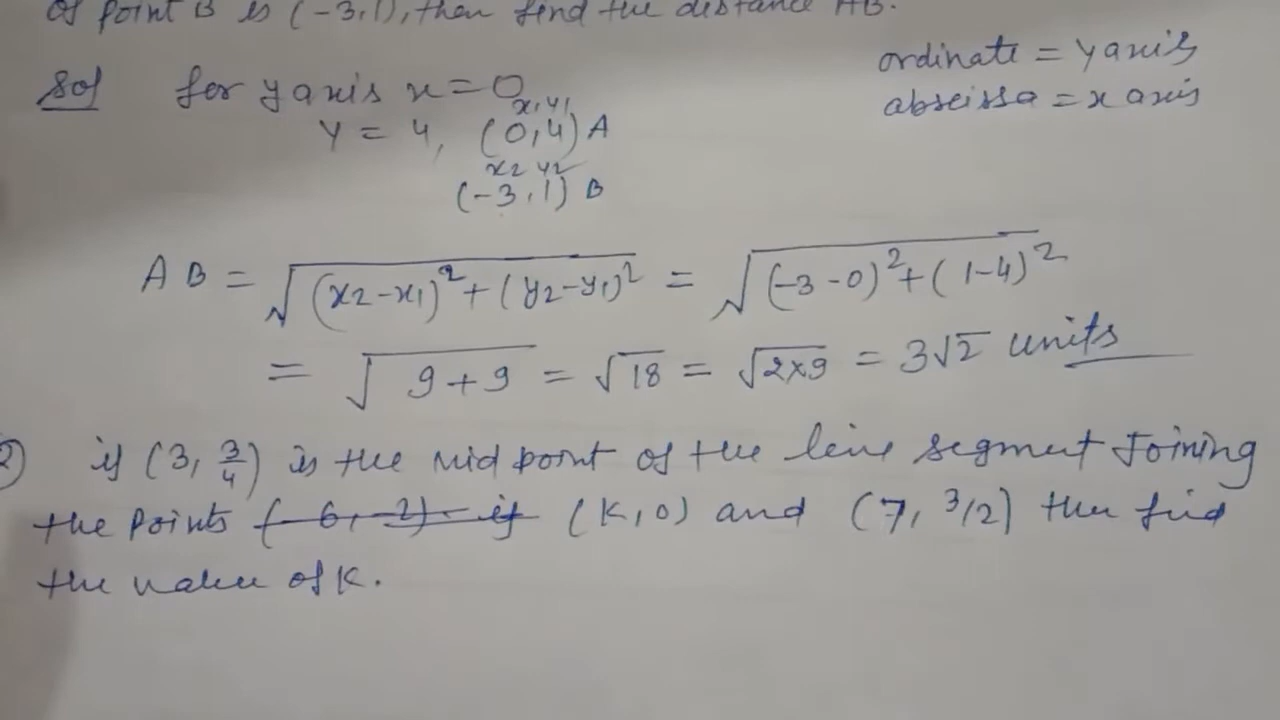 of point B is (-3,1), then find the distance AB.
ordinate = y axis
abscissa = x axis
Sol for y axis x = 0
x1 y1
y = 4, (0,4) A
x2 y2
(-3,1) B
AB = √(x2-x1)²+(y2-y1)² = √(-3-0)²+(1-4)²
= √9+9 = √18 = √2×9 = 3√2 units
2) if (3, 3/4) is the midpoint of the line segment Joining
the points (-6,-2) if (K,0) and (7, 3/2) then find
the value of K.